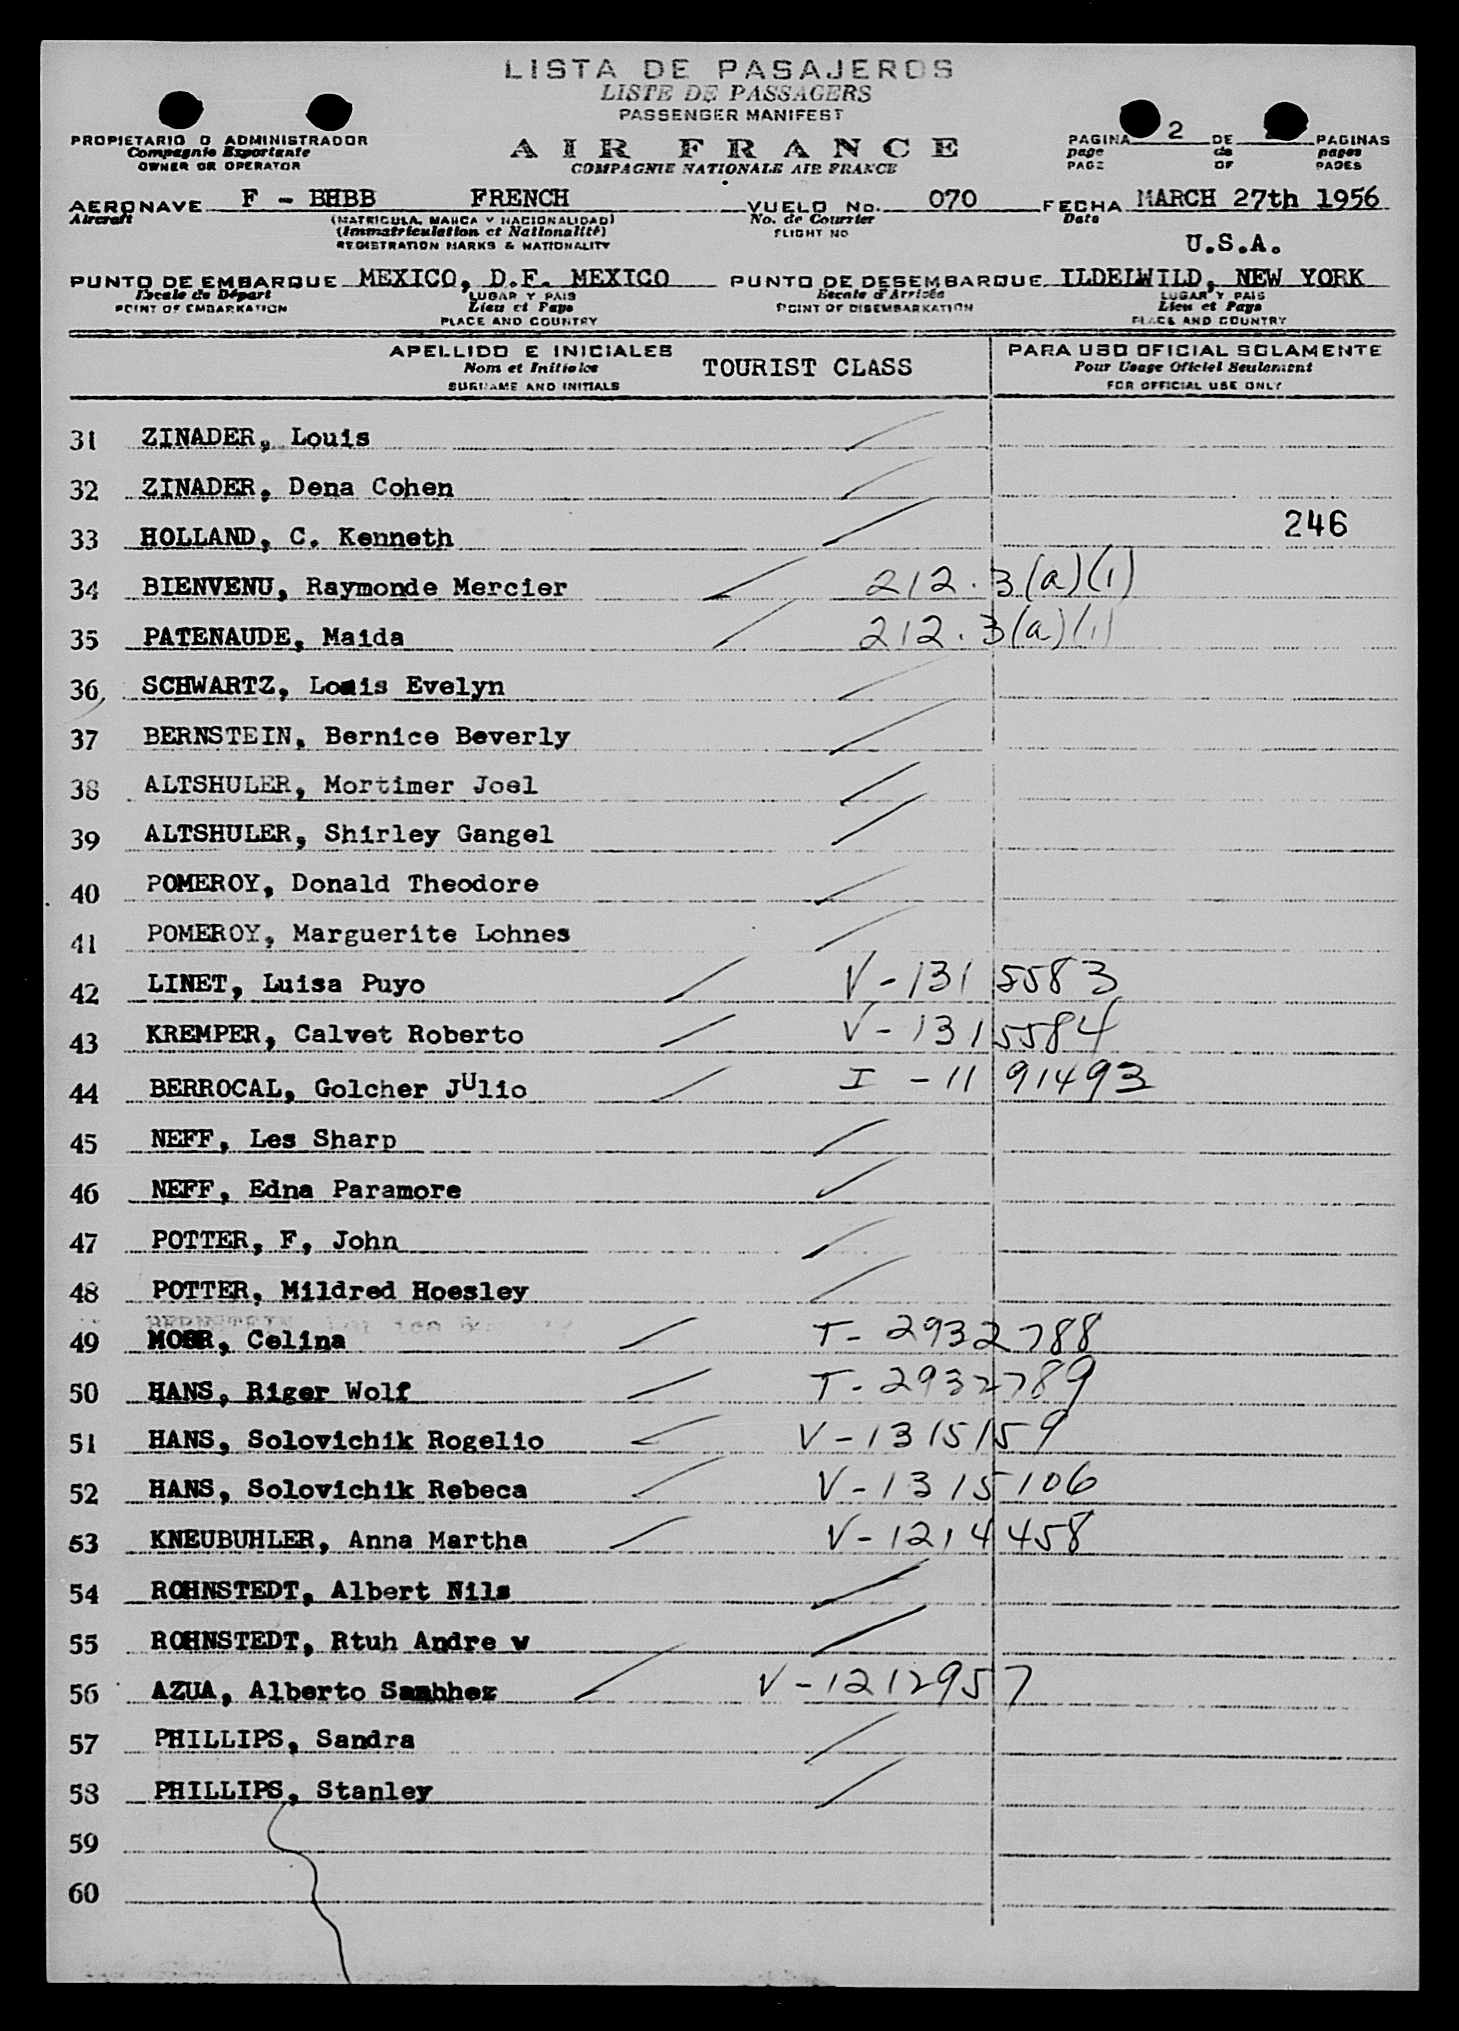 LISTA DE PASAJEROS
LISTE DE PASSAGERS
PASSENGER MANIFEST
PROPIETARIO O ADMINISTRADOR
Compagnie Exportante
OWNER OR OPERATOR
AIR FRANCE
COMPAGNIE NATIONALE AIR FRANCE
PAGINA 2 DE PAGINAS
page de pages
PAGE OF PAGES
AERONAVE F - BHBB FRENCH VUELO No. 070 FECHA MARCH 27th 1956
Aircraft (MATRICULA, MARCA Y NACIONALIDAD) No. de Courrier Date
(Immatriculation et Nationalité) FLIGHT NO
REGISTRATION MARKS & NATIONALITY
U.S.A.
PUNTO DE EMBARQUE MEXICO, D.F. MEXICO PUNTO DE DESEMBARQUE ILDELWILD, NEW YORK
Escale de Départ LUGAR Y PAIS Escale d'Arrivée LUGAR Y PAIS
POINT OF EMBARKATION Lieu et Pays POINT OF DISEMBARKATION Lieu et Pays
PLACE AND COUNTRY PLACE AND COUNTRY
APELLIDO E INICIALES TOURIST CLASS PARA USO OFICIAL SOLAMENTE
Nom et Initiales Pour Usage Oficiel Seulement
SURNAME AND INITIALS FOR OFFICIAL USE ONLY
31 ZINADER, Louis
32 ZINADER, Dena Cohen
33 HOLLAND, C. Kenneth 246
34 BIENVENU, Raymonde Mercier 212.3(a)(1)
35 PATENAUDE, Maida 212.3(a)(1)
36 SCHWARTZ, Louis Evelyn
37 BERNSTEIN, Bernice Beverly
38 ALTSHULER, Mortimer Joel
39 ALTSHULER, Shirley Gangel
40 POMEROY, Donald Theodore
41 POMEROY, Marguerite Lohnes
42 LINET, Luisa Puyo V-1315583
43 KREMPER, Calvet Roberto V-1315584
44 BERROCAL, Golcher JUlio I-1191493
45 NEFF, Les Sharp
46 NEFF, Edna Paramore
47 POTTER, F, John
48 POTTER, Mildred Hoesley
49 MOHR, Celina T-2932788
50 HANS, Riger Wolf T-2932789
51 HANS, Solovichik Rogelio V-1315159
52 HANS, Solovichik Rebeca V-1315106
53 KNEUBUHLER, Anna Martha V-1214458
54 ROHNSTEDT, Albert Nils
55 ROHNSTEDT, Rtuh Andre w
56 AZUA, Alberto V-1212957
57 PHILLIPS, Sandra
58 PHILLIPS, Stanley
59
60